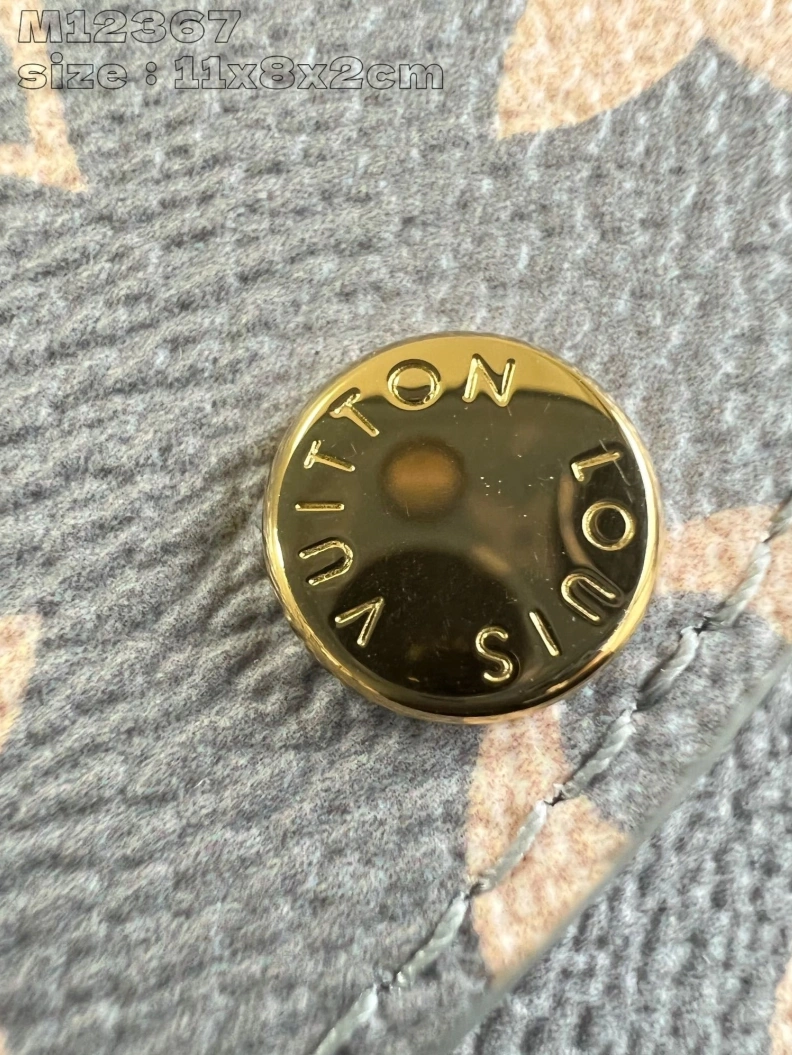 M12367
size : 11x8x2cm
LOUIS VUITTON